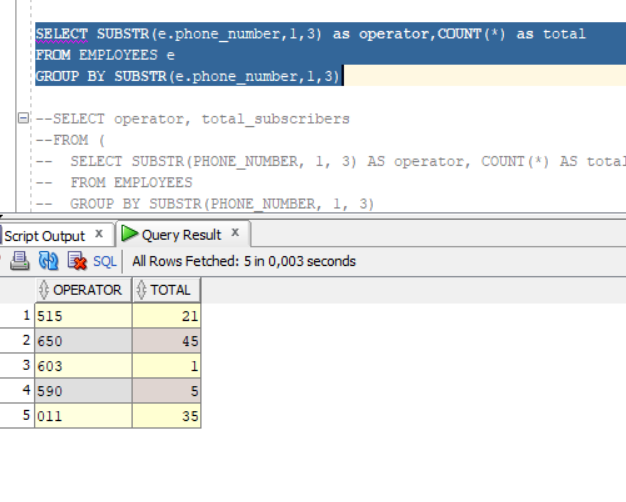 SELECT SUBSTR(e.phone_number,1,3) as operator,COUNT(*) as total
FROM EMPLOYEES e
GROUP BY SUBSTR(e.phone_number,1,3)
--SELECT operator, total_subscribers
--FROM (
--  SELECT SUBSTR(PHONE_NUMBER, 1, 3) AS operator, COUNT(*) AS total
--  FROM EMPLOYEES
--  GROUP BY SUBSTR(PHONE_NUMBER, 1, 3)
Script Output x Query Result x
SQL All Rows Fetched: 5 in 0,003 seconds
OPERATOR TOTAL
1 515 21
2 650 45
3 603 1
4 590 5
5 011 35